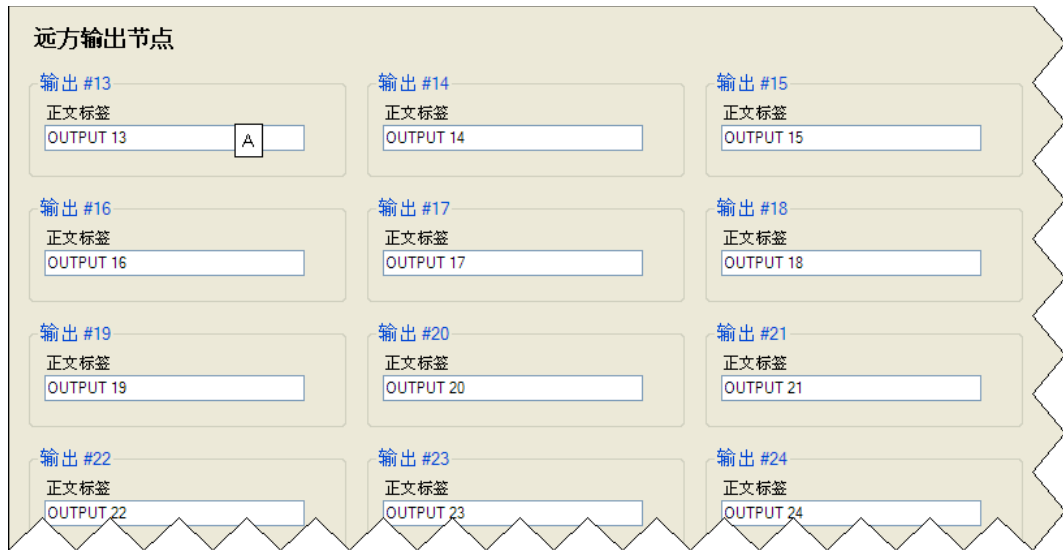 远方输出节点
输出 #13 输出 #14 输出 #15
正文标签 正文标签 正文标签
OUTPUT 13 A OUTPUT 14 OUTPUT 15
输出 #16 输出 #17 输出 #18
正文标签 正文标签 正文标签
OUTPUT 16 OUTPUT 17 OUTPUT 18
输出 #19 输出 #20 输出 #21
正文标签 正文标签 正文标签
OUTPUT 19 OUTPUT 20 OUTPUT 21
输出 #22 输出 #23 输出 #24
正文标签 正文标签 正文标签
OUTPUT 22 OUTPUT 23 OUTPUT 24